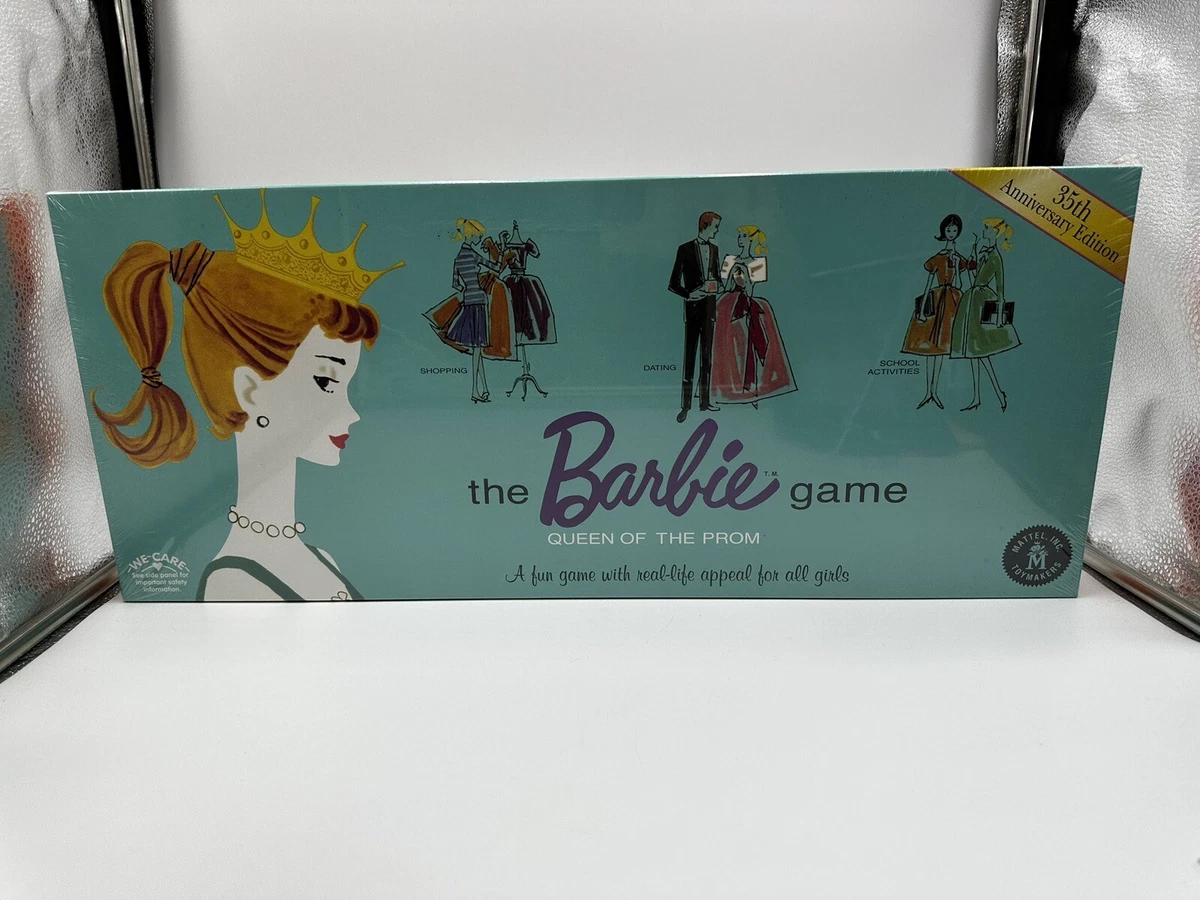 35th
Anniversary Edition
SHOPPING
DATING
SCHOOL
ACTIVITIES
the Barbie T.M. game
QUEEN OF THE PROM
A fun game with real-life appeal for all girls
WE-CARE
See side panel for
important safety
information.
MATTEL, INC.
M
TOYMAKERS